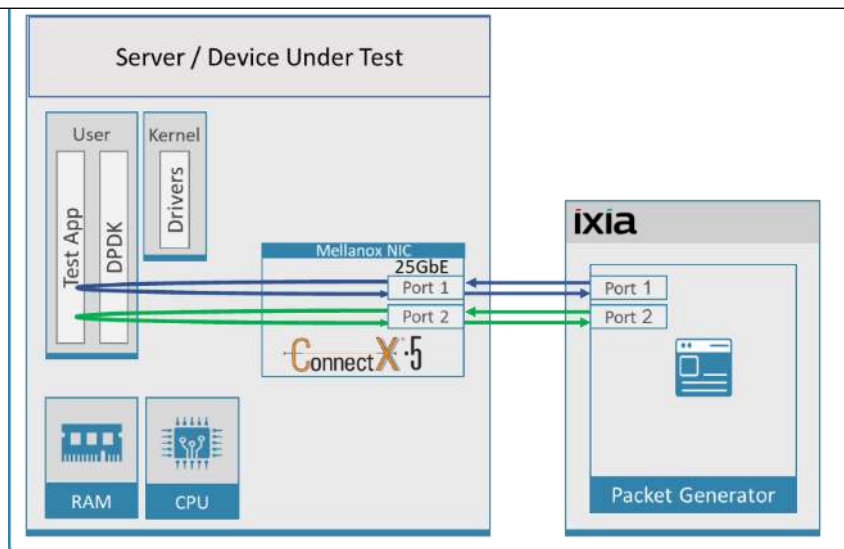 Server / Device Under Test
User
Kernel
Test App
DPDK
Drivers
Mellanox NIC
25GbE
Port 1
Port 2
ConnectX·5
RAM
CPU
ixia
Port 1
Port 2
Packet Generator